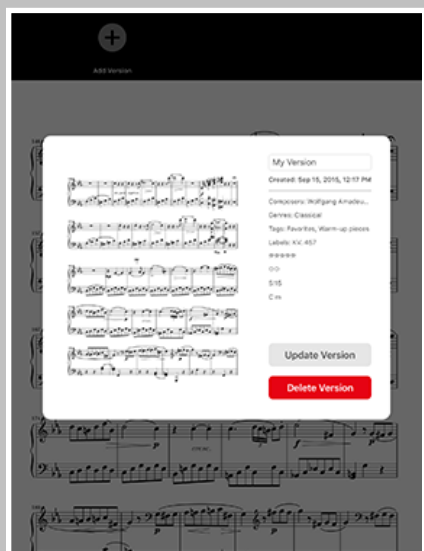 Add Version
My Version
Created: Sep 15, 2015, 12:17 PM
Composers: Wolfgang Amadeu...
Genres: Classical
Tags: Favorites, Warm-up pieces
Labels: KV. 457
5:15
C m
Update Version
Delete Version
p
f
p
p
p